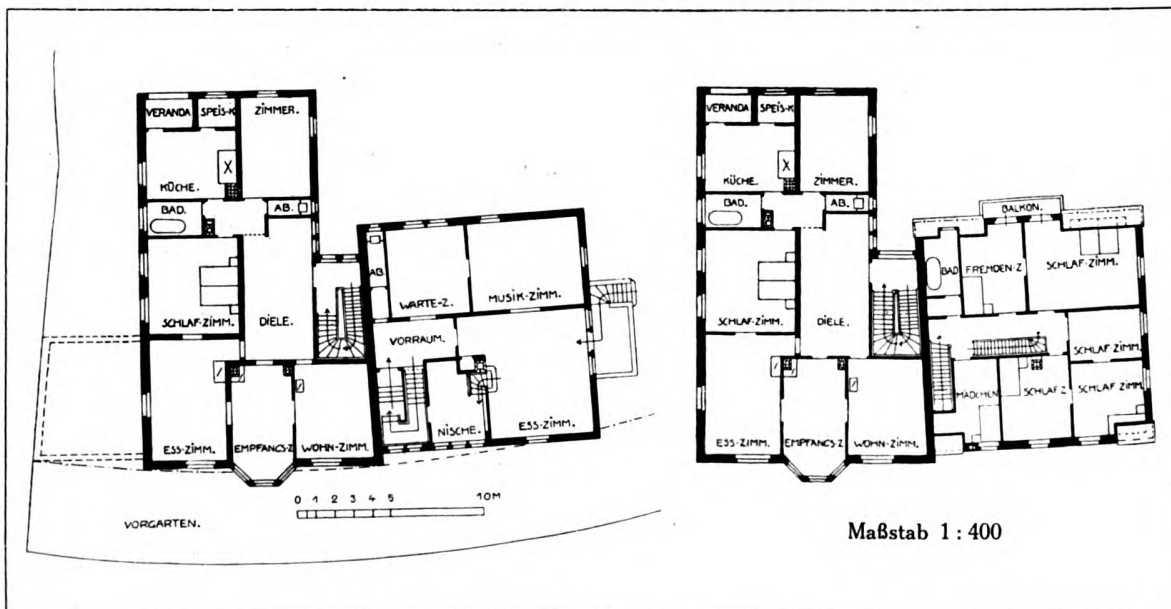 VERANDA
SPEIS-K
ZIMMER.
KÜCHE.
BAD.
AB.
SCHLAF-ZIMM.
DIELE.
AB.
WARTE-Z.
MUSIK-ZIMM.
VORRAUM.
NISCHE.
ESS-ZIMM.
ESS-ZIMM.
EMPFANGS-Z
WOHN-ZIMM.
0 1 2 3 4 5 10M
VORGARTEN.
VERANDA
SPEIS-K
KÜCHE.
ZIMMER.
BAD.
AB.
SCHLAF-ZIMM.
DIELE.
BALKON.
BAD
FREMDEN-Z
SCHLAF-ZIMM.
SCHLAF-ZIMM
MÄDCHEN
SCHLAF-Z
SCHLAF-ZIMM
ESS-ZIMM.
EMPFANGS-Z
WOHN-ZIMM.
Maßstab 1 : 400